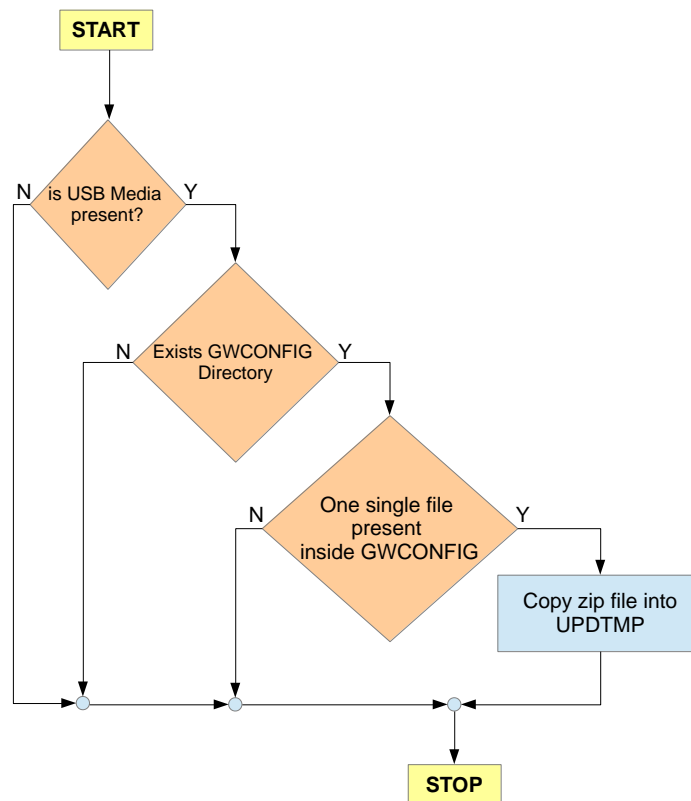 START
N
is USB Media
present?
Y
N
Exists GWCONFIG
Directory
Y
N
One single file
present
inside GWCONFIG
Y
Copy zip file into
UPDTMP
STOP